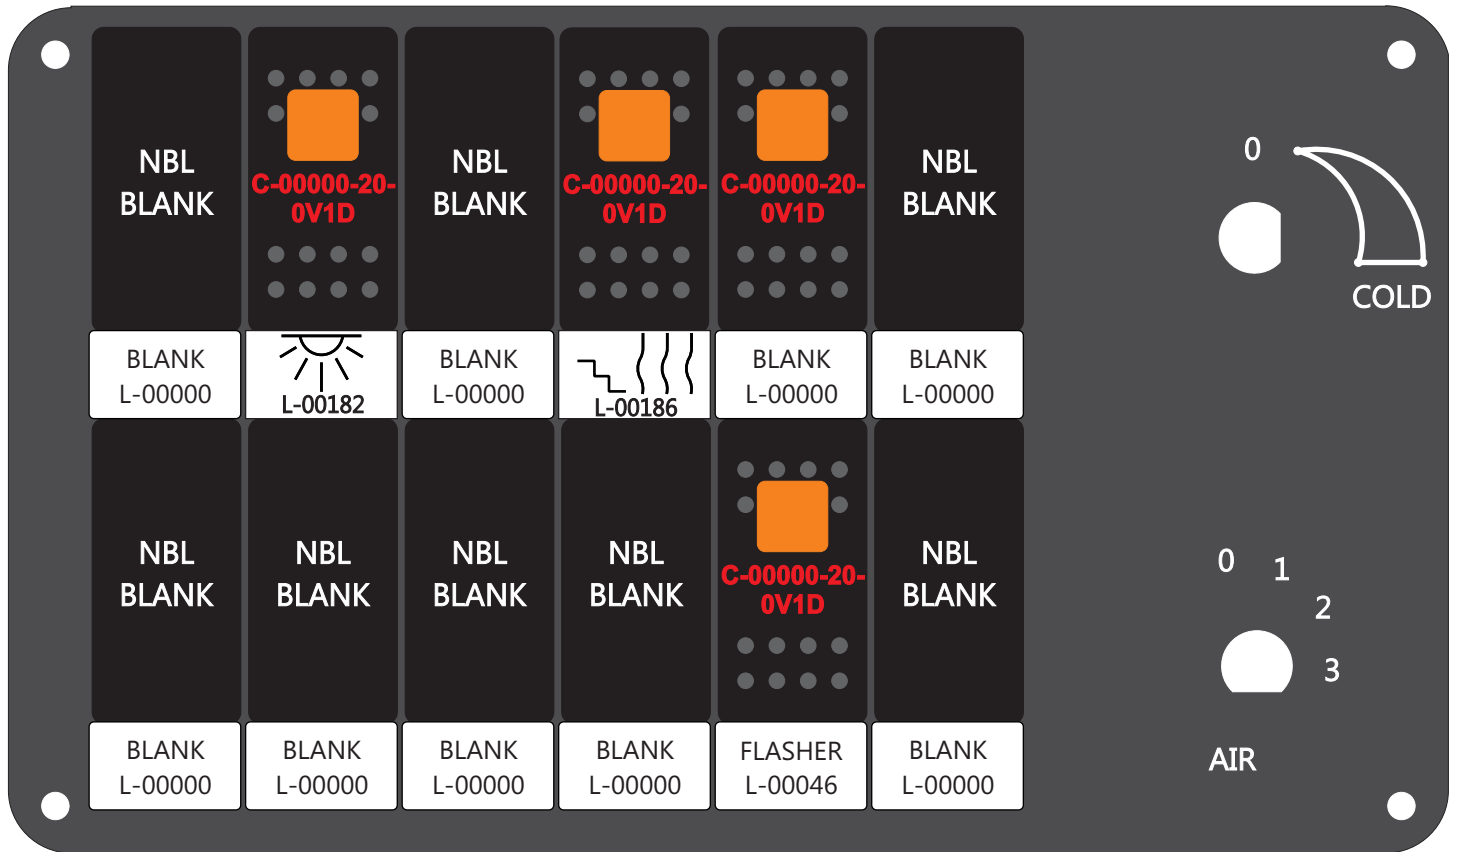 NBL
BLANK
C-00000-20-
0V1D
NBL
BLANK
C-00000-20-
0V1D
C-00000-20-
0V1D
NBL
BLANK
0
COLD
BLANK
L-00000
L-00182
BLANK
L-00000
L-00186
BLANK
L-00000
BLANK
L-00000
NBL
BLANK
NBL
BLANK
NBL
BLANK
NBL
BLANK
C-00000-20-
0V1D
NBL
BLANK
0
1
2
3
BLANK
L-00000
BLANK
L-00000
BLANK
L-00000
BLANK
L-00000
FLASHER
L-00046
BLANK
L-00000
AIR